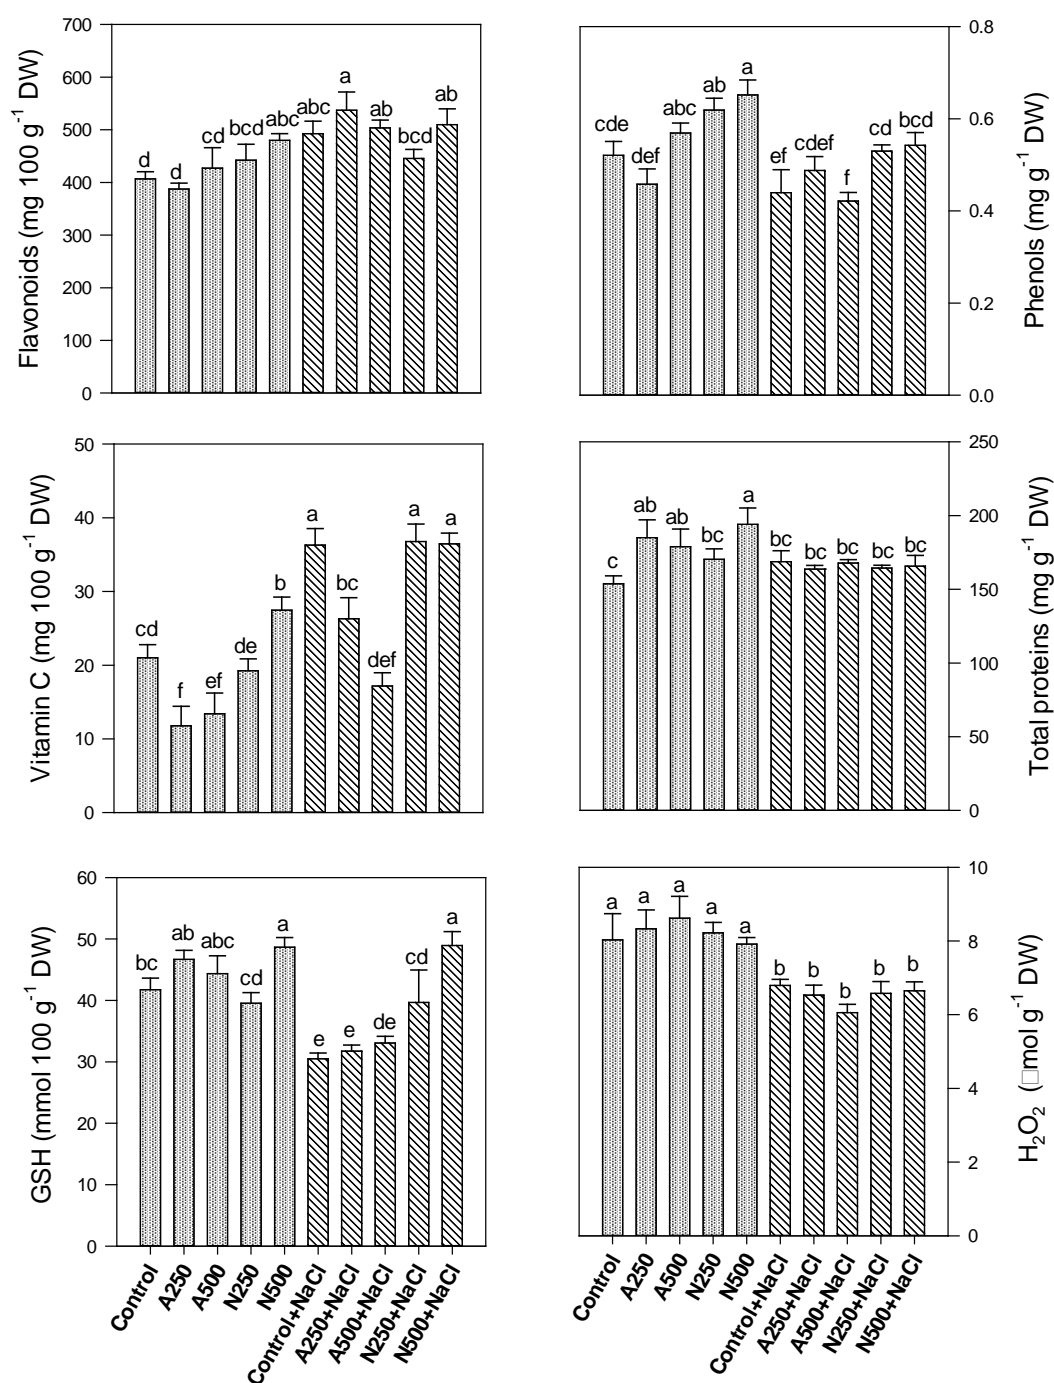 Flavonoids (mg 100 g⁻¹ DW)
700
600
500
400
300
200
100
0
d d cd bcd abc abc a ab bcd ab
Phenols (mg g⁻¹ DW)
0.8
0.6
0.4
0.2
0.0
cde def abc ab a ef cdef f cd bcd
Vitamin C (mg 100 g⁻¹ DW)
50
40
30
20
10
0
cd f ef de b a bc def a a
Total proteins (mg g⁻¹ DW)
250
200
150
100
50
0
c ab ab bc a bc bc bc bc bc
GSH (mmol 100 g⁻¹ DW)
60
50
40
30
20
10
0
bc ab abc cd a e e de cd a
Control
A250
A500
N250
N500
Control+NaCl
A250+NaCl
A500+NaCl
N250+NaCl
N500+NaCl
H₂O₂ (□mol g⁻¹ DW)
10
8
6
4
2
0
a a a a a b b b b b
Control
A250
A500
N250
N500
Control+NaCl
A250+NaCl
A500+NaCl
N250+NaCl
N500+NaCl